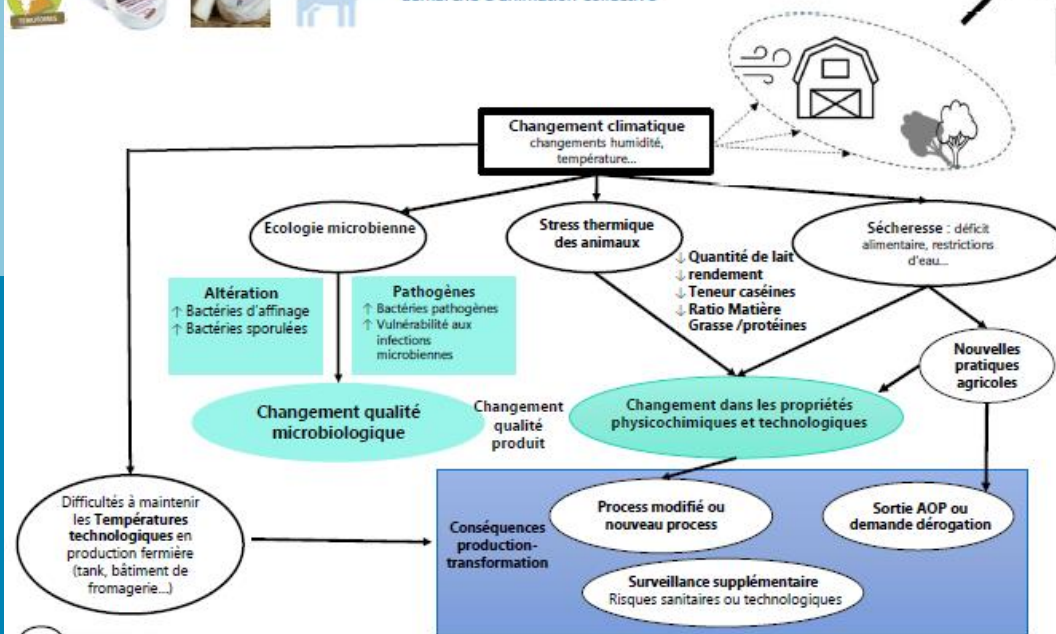 TERRITOIRES
Changement climatique
changements humidité,
température...
Ecologie microbienne
Stress thermique
des animaux
Sécheresse : déficit
alimentaire, restrictions
d'eau...
↓ Quantité de lait
↓ rendement
↓ Teneur caséines
↓ Ratio Matière
Grasse /protéines
Altération
↑ Bactéries d'affinage
↑ Bactéries sporulées
Pathogènes
↑ Bactéries pathogènes
↑ Vulnérabilité aux
infections
microbiennes
Nouvelles
pratiques
agricoles
Changement qualité
microbiologique
Changement
qualité
produit
Changement dans les propriétés
physicochimiques et technologiques
Difficultés à maintenir
les Températures
technologiques en
production fermière
(tank, bâtiment de
fromagerie...)
Conséquences
production-
transformation
Process modifié ou
nouveau process
Sortie AOP ou
demande dérogation
Surveillance supplémentaire
Risques sanitaires ou technologiques